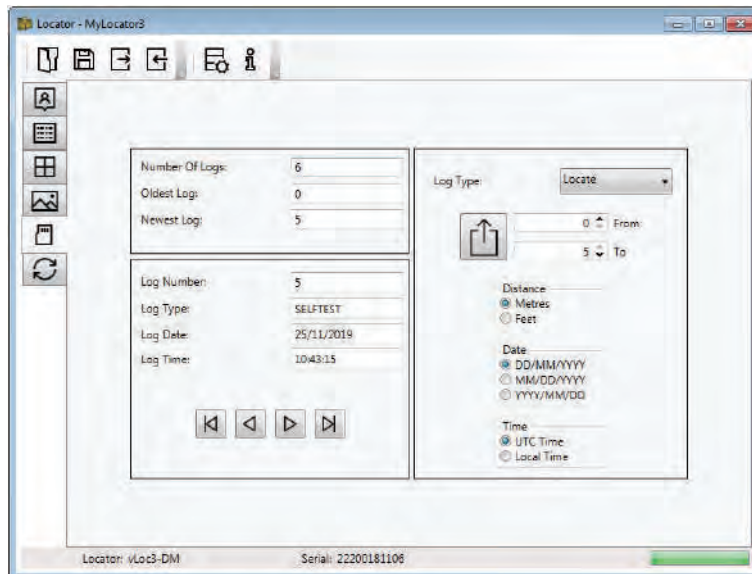 Locator - MyLocator3
Number Of Logs: 6
Oldest Log: 0
Newest Log: 5
Log Number: 5
Log Type: SELFTEST
Log Date: 25/11/2019
Log Time: 10:43:15
Log Type: Locate
0 From
5 To
Distance
Metres
Feet
Date
DD/MM/YYYY
MM/DD/YYYY
YYYY/MM/DD
Time
UTC Time
Local Time
Locator: vLoc3-DM Serial: 22200181106